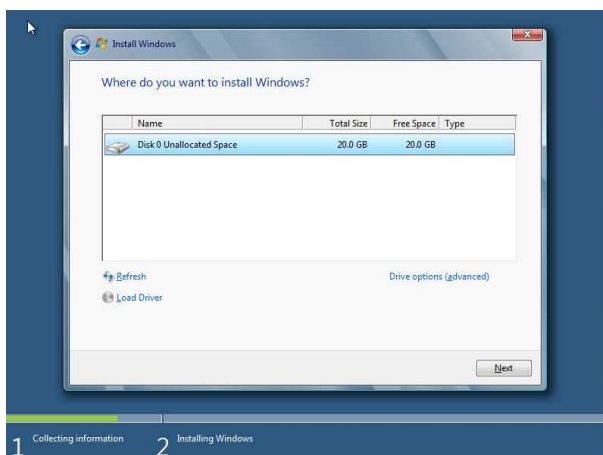 Install Windows
Where do you want to install Windows?
Name Total Size Free Space Type
Disk 0 Unallocated Space 20.0 GB 20.0 GB
Refresh Drive options (advanced)
Load Driver
Next
1 Collecting information 2 Installing Windows